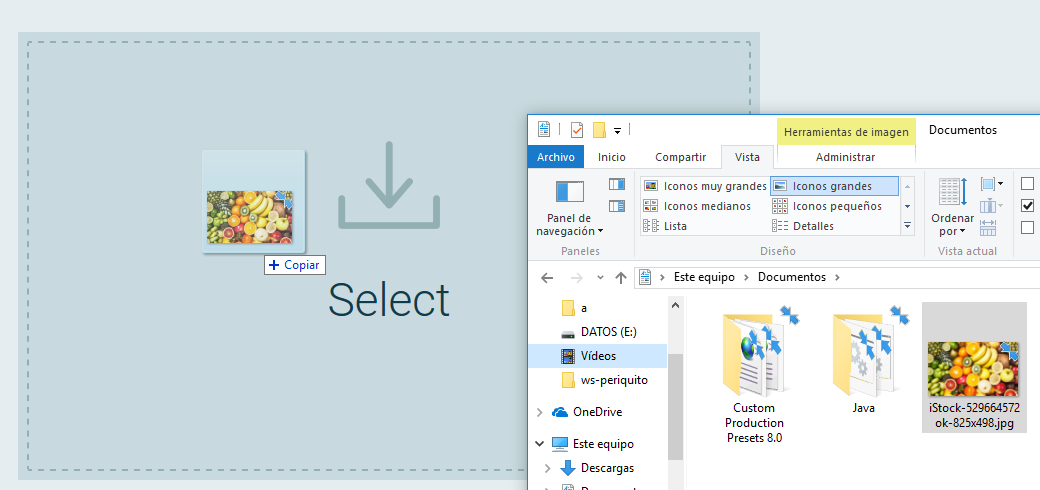 Copiar
Select
Herramientas de imagen
Documentos
Archivo
Inicio
Compartir
Vista
Administrar
Panel de
navegación
Paneles
Iconos muy grandes
Iconos grandes
Iconos medianos
Iconos pequeños
Lista
Detalles
Diseño
Ordenar
por
Vista actual
Este equipo
Documentos
a
DATOS (E:)
Vídeos
ws-periquito
OneDrive
Este equipo
Descargas
Custom
Production
Presets 8.0
Java
iStock-529664572
ok-825x498.jpg